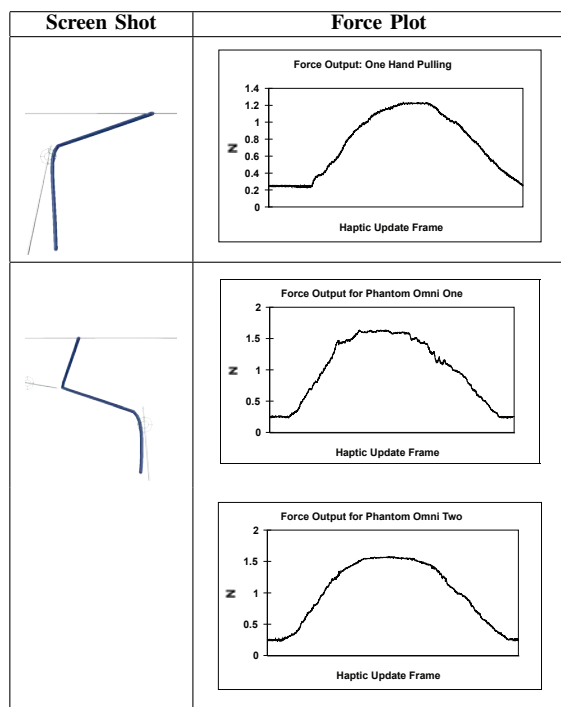 Screen Shot Force Plot
Force Output: One Hand Pulling
1.4
1.2
1
0.8
0.6
0.4
0.2
0
N
Haptic Update Frame
Force Output for Phantom Omni One
2
1.5
1
0.5
0
N
Haptic Update Frame
Force Output for Phantom Omni Two
2
1.5
1
0.5
0
N
Haptic Update Frame